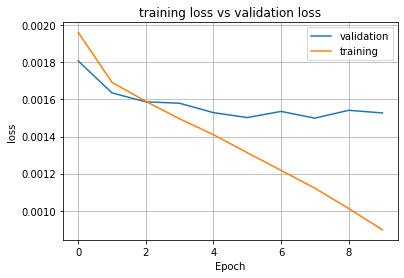 training loss vs validation loss
validation
training
0.0020
0.0018
0.0016
0.0014
0.0012
0.0010
loss
0 2 4 6 8
Epoch